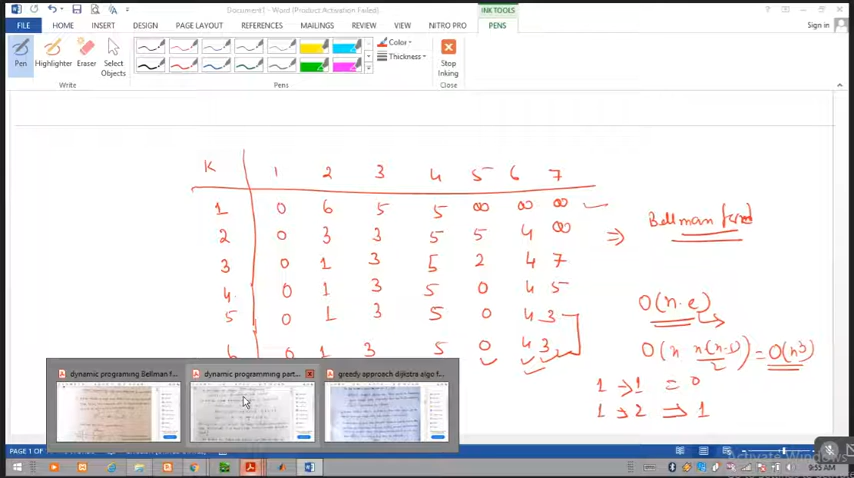 Document1 - Word (Product Activation Failed)
INK TOOLS
FILE HOME INSERT DESIGN PAGE LAYOUT REFERENCES MAILINGS REVIEW VIEW NITRO PRO PENS
Sign in
Pen Highlighter Eraser Select Objects
Color
Thickness
Stop Inking
Write Pens Close
K 1 2 3 4 5 6 7
1 0 6 5 5 ∞ ∞ ∞
2 0 3 3 5 5 4 ∞
3 0 1 3 5 2 4 7
4 0 1 3 5 0 4 5
5 0 1 3 5 0 4 3
6 0 1 3 5 0 4 3
⇒ Bellman ford
O(n·e)
O(n n(n-1)/2) = O(n3)
1 → 1 = 0
1 → 2 ⇒ 1
dynamic programing Bellman f...
dynamic programming part...
greedy approach dijkstra algo f...
PAGE 1
Activate Windows
9:55 AM